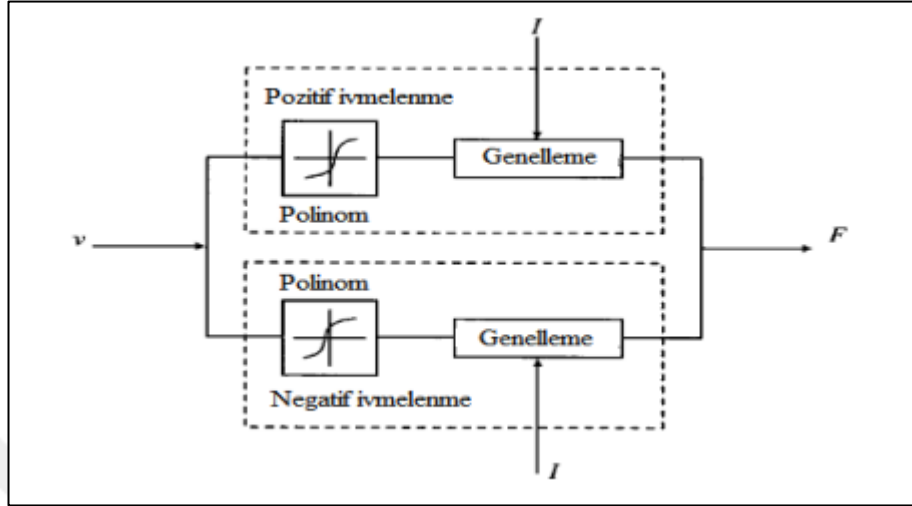 I
Pozitif ivmelenme
Genelleme
Polinom
v
F
Polinom
Genelleme
Negatif ivmelenme
I